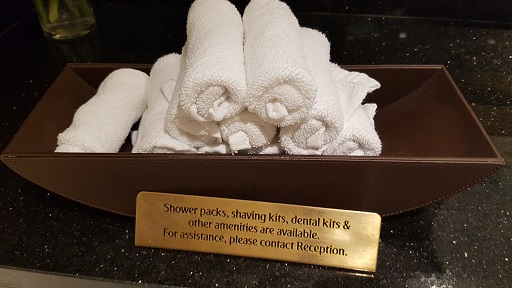 Shower packs, shaving kits, dental kits &
other amenities are available.
For assistance, please contact Reception.